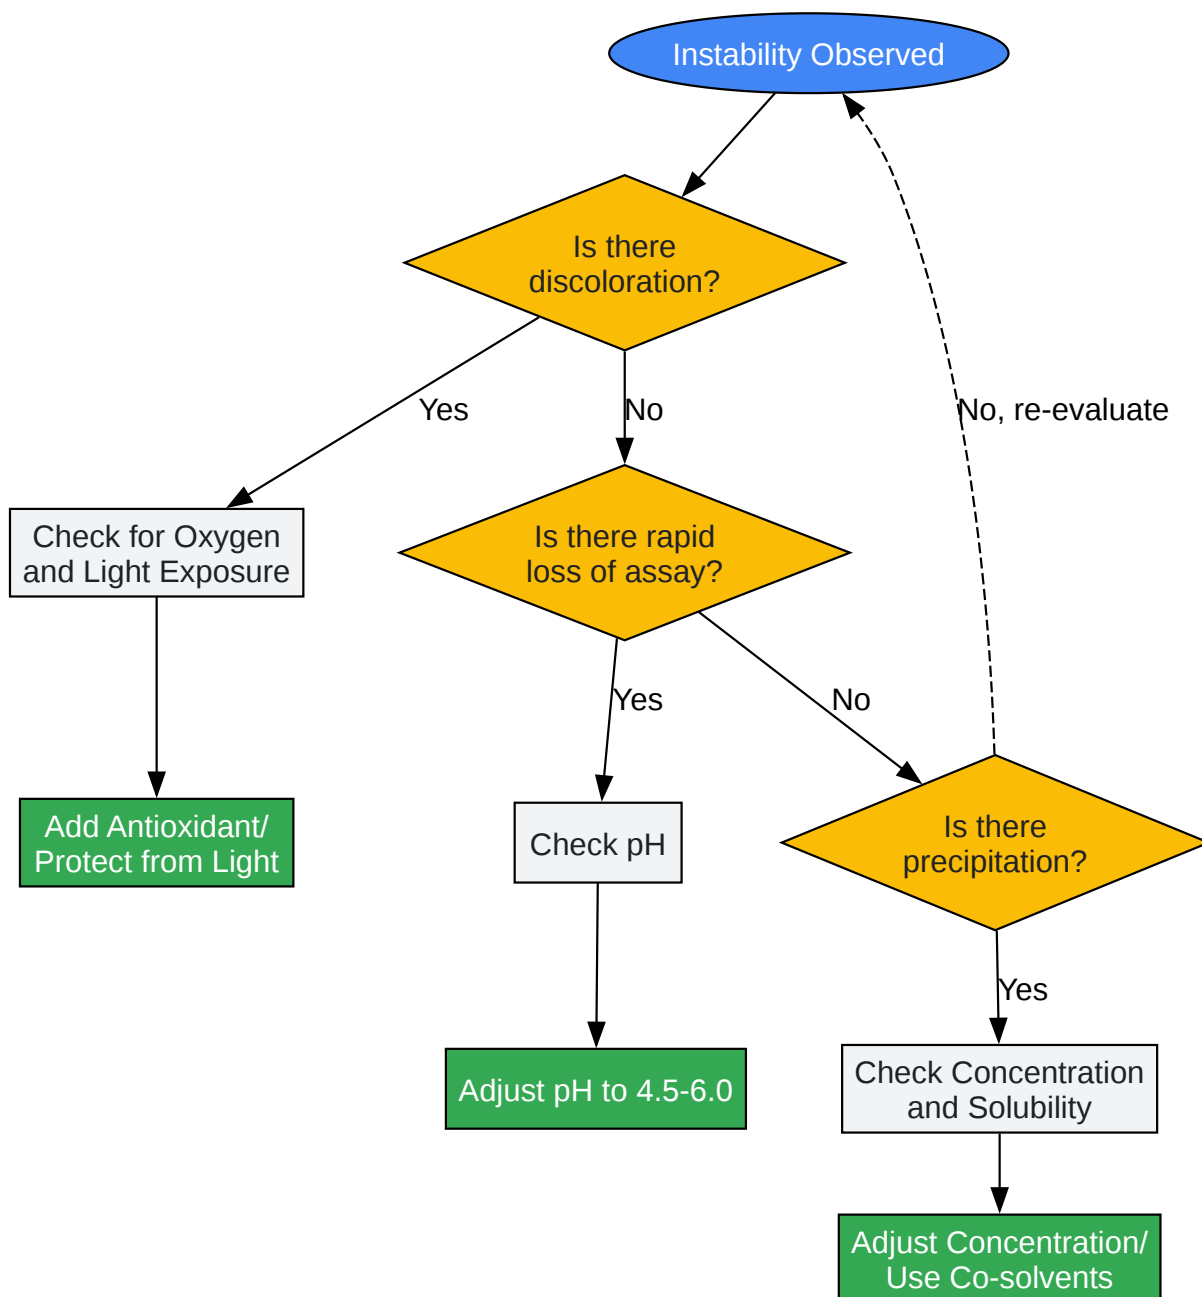 Instability Observed
Is there
discoloration?
Yes
No
No, re-evaluate
Check for Oxygen
and Light Exposure
Is there rapid
loss of assay?
Yes
No
Add Antioxidant/
Protect from Light
Check pH
Is there
precipitation?
Yes
Adjust pH to 4.5-6.0
Check Concentration
and Solubility
Adjust Concentration/
Use Co-solvents